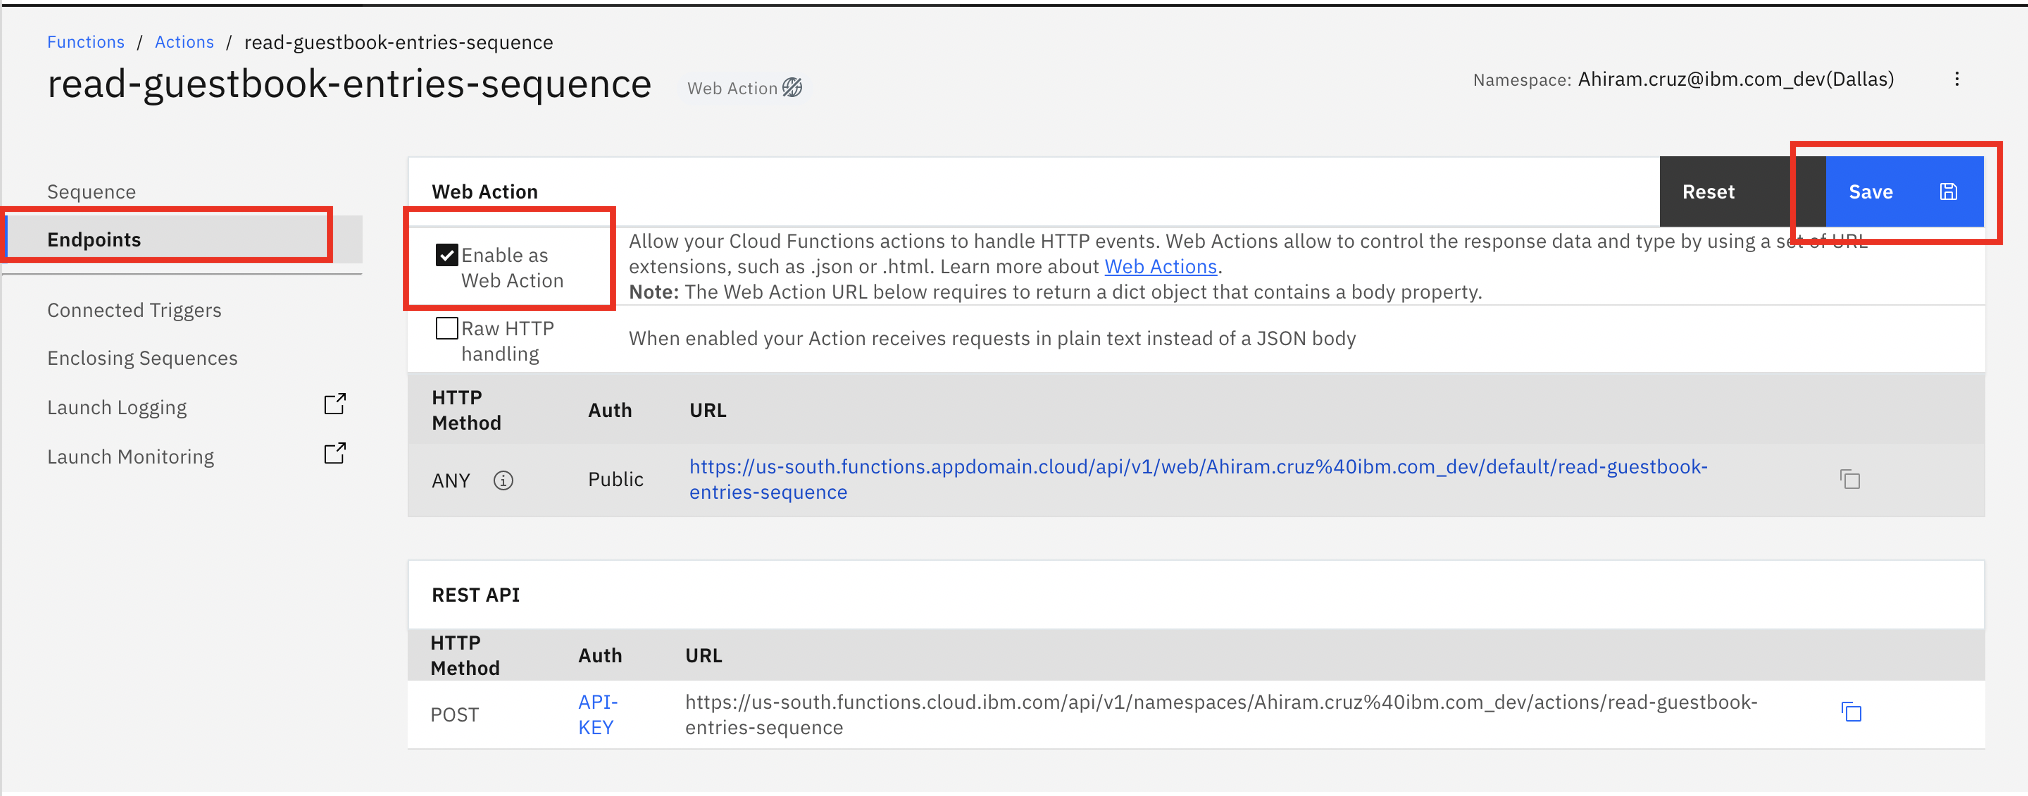 Functions / Actions / read-guestbook-entries-sequence
read-guestbook-entries-sequence Web Action
Namespace: Ahiram.cruz@ibm.com_dev(Dallas)
Sequence
Endpoints
Connected Triggers
Enclosing Sequences
Launch Logging
Launch Monitoring
Web Action
Reset
Save
Enable as
Web Action
Allow your Cloud Functions actions to handle HTTP events. Web Actions allow to control the response data and type by using a set of URL
extensions, such as .json or .html. Learn more about Web Actions.
Note: The Web Action URL below requires to return a dict object that contains a body property.
Raw HTTP
handling
When enabled your Action receives requests in plain text instead of a JSON body
HTTP
Method
Auth
URL
ANY
Public
https://us-south.functions.appdomain.cloud/api/v1/web/Ahiram.cruz%40ibm.com_dev/default/read-guestbook-
entries-sequence
REST API
HTTP
Method
Auth
URL
POST
API-
KEY
https://us-south.functions.cloud.ibm.com/api/v1/namespaces/Ahiram.cruz%40ibm.com_dev/actions/read-guestbook-
entries-sequence